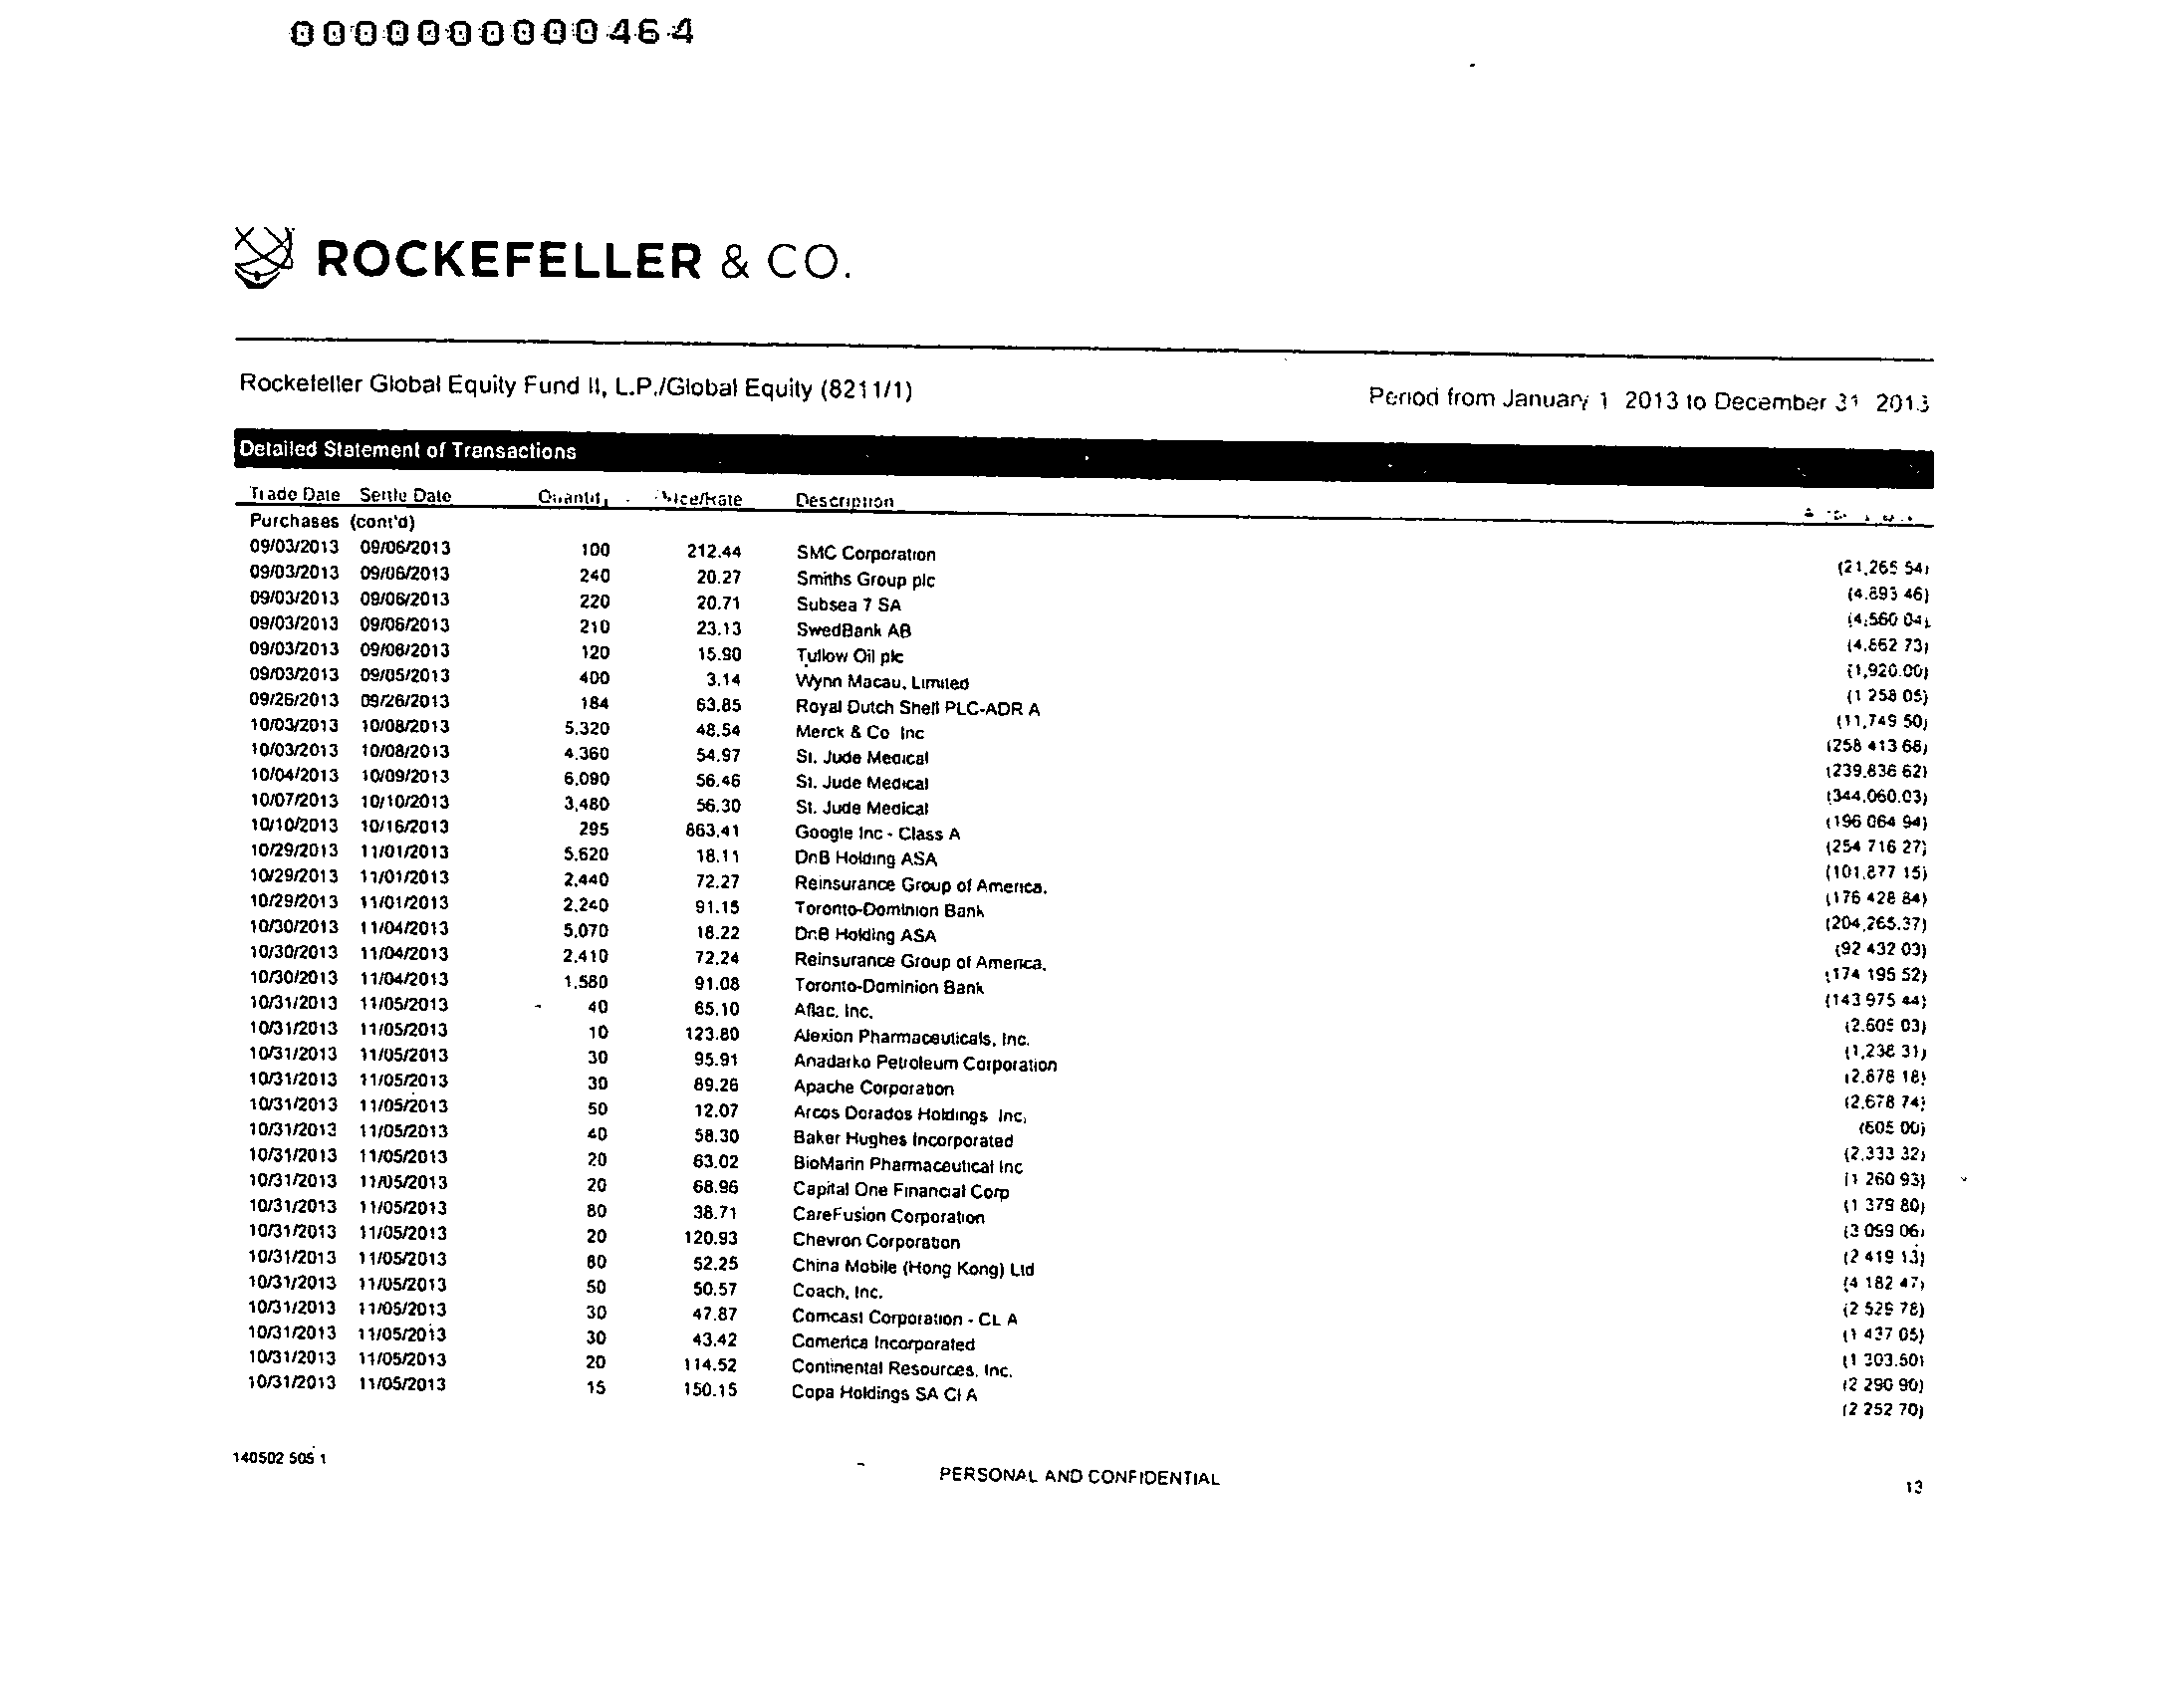 0000000000464
ROCKEFELLER & CO.
Rockefeller Global Equity Fund II, L.P./Global Equity (8211/1) Period from January 1 2013 to December 31 2013
Detailed Statement of Transactions
Trade Date Settle Date Quantity Price/Rate Description
Purchases (cont'd)
09/03/2013 09/06/2013 100 212.44 SMC Corporation (21,265 54)
09/03/2013 09/06/2013 240 20.27 Smiths Group plc (4,893 46)
09/03/2013 09/06/2013 220 20.71 Subsea 7 SA (4,560 04)
09/03/2013 09/06/2013 210 23.13 SwedBank AB (4,862 73)
09/03/2013 09/06/2013 120 15.90 Tullow Oil plc (1,920.00)
09/03/2013 09/05/2013 400 3.14 Wynn Macau, Limited (1 258 05)
09/26/2013 09/26/2013 184 63.85 Royal Dutch Shell PLC-ADR A (11,749 50)
10/03/2013 10/08/2013 5,320 48.54 Merck & Co Inc (258 413 68)
10/03/2013 10/08/2013 4,360 54.97 St. Jude Medical (239,836 62)
10/04/2013 10/09/2013 6,090 56.46 St. Jude Medical (344,060.03)
10/07/2013 10/10/2013 3,480 56.30 St. Jude Medical (196 064 94)
10/10/2013 10/16/2013 295 863.41 Google Inc - Class A (254 716 27)
10/29/2013 11/01/2013 5,620 18.11 DnB Holding ASA (101,877 15)
10/29/2013 11/01/2013 2,440 72.27 Reinsurance Group of America, (176 428 84)
10/29/2013 11/01/2013 2,240 91.15 Toronto-Dominion Bank (204,265.37)
10/30/2013 11/04/2013 5,070 18.22 DnB Holding ASA (92 432 03)
10/30/2013 11/04/2013 2,410 72.24 Reinsurance Group of America, (174 195 52)
10/30/2013 11/04/2013 1,580 91.08 Toronto-Dominion Bank (143 975 44)
10/31/2013 11/05/2013 40 65.10 Aflac, Inc. (2,605 03)
10/31/2013 11/05/2013 10 123.80 Alexion Pharmaceuticals, Inc. (1,238 31)
10/31/2013 11/05/2013 30 95.91 Anadarko Petroleum Corporation (2,878 18)
10/31/2013 11/05/2013 30 89.26 Apache Corporation (2,678 74)
10/31/2013 11/05/2013 50 12.07 Arcos Dorados Holdings Inc, (605 00)
10/31/2013 11/05/2013 40 58.30 Baker Hughes Incorporated (2,333 32)
10/31/2013 11/05/2013 20 63.02 BioMarin Pharmaceutical Inc (1 260 93)
10/31/2013 11/05/2013 20 68.96 Capital One Financial Corp (1 379 80)
10/31/2013 11/05/2013 80 38.71 CareFusion Corporation (3 099 06)
10/31/2013 11/05/2013 20 120.93 Chevron Corporation (2 419 13)
10/31/2013 11/05/2013 80 52.25 China Mobile (Hong Kong) Ltd (4 182 47)
10/31/2013 11/05/2013 50 50.57 Coach, Inc. (2 529 78)
10/31/2013 11/05/2013 30 47.87 Comcast Corporation - CL A (1 437 05)
10/31/2013 11/05/2013 30 43.42 Comerica Incorporated (1 303.50)
10/31/2013 11/05/2013 20 114.52 Continental Resources, Inc. (2 290 90)
10/31/2013 11/05/2013 15 150.15 Copa Holdings SA Cl A (2 252 70)
140502 505 1 PERSONAL AND CONFIDENTIAL 13